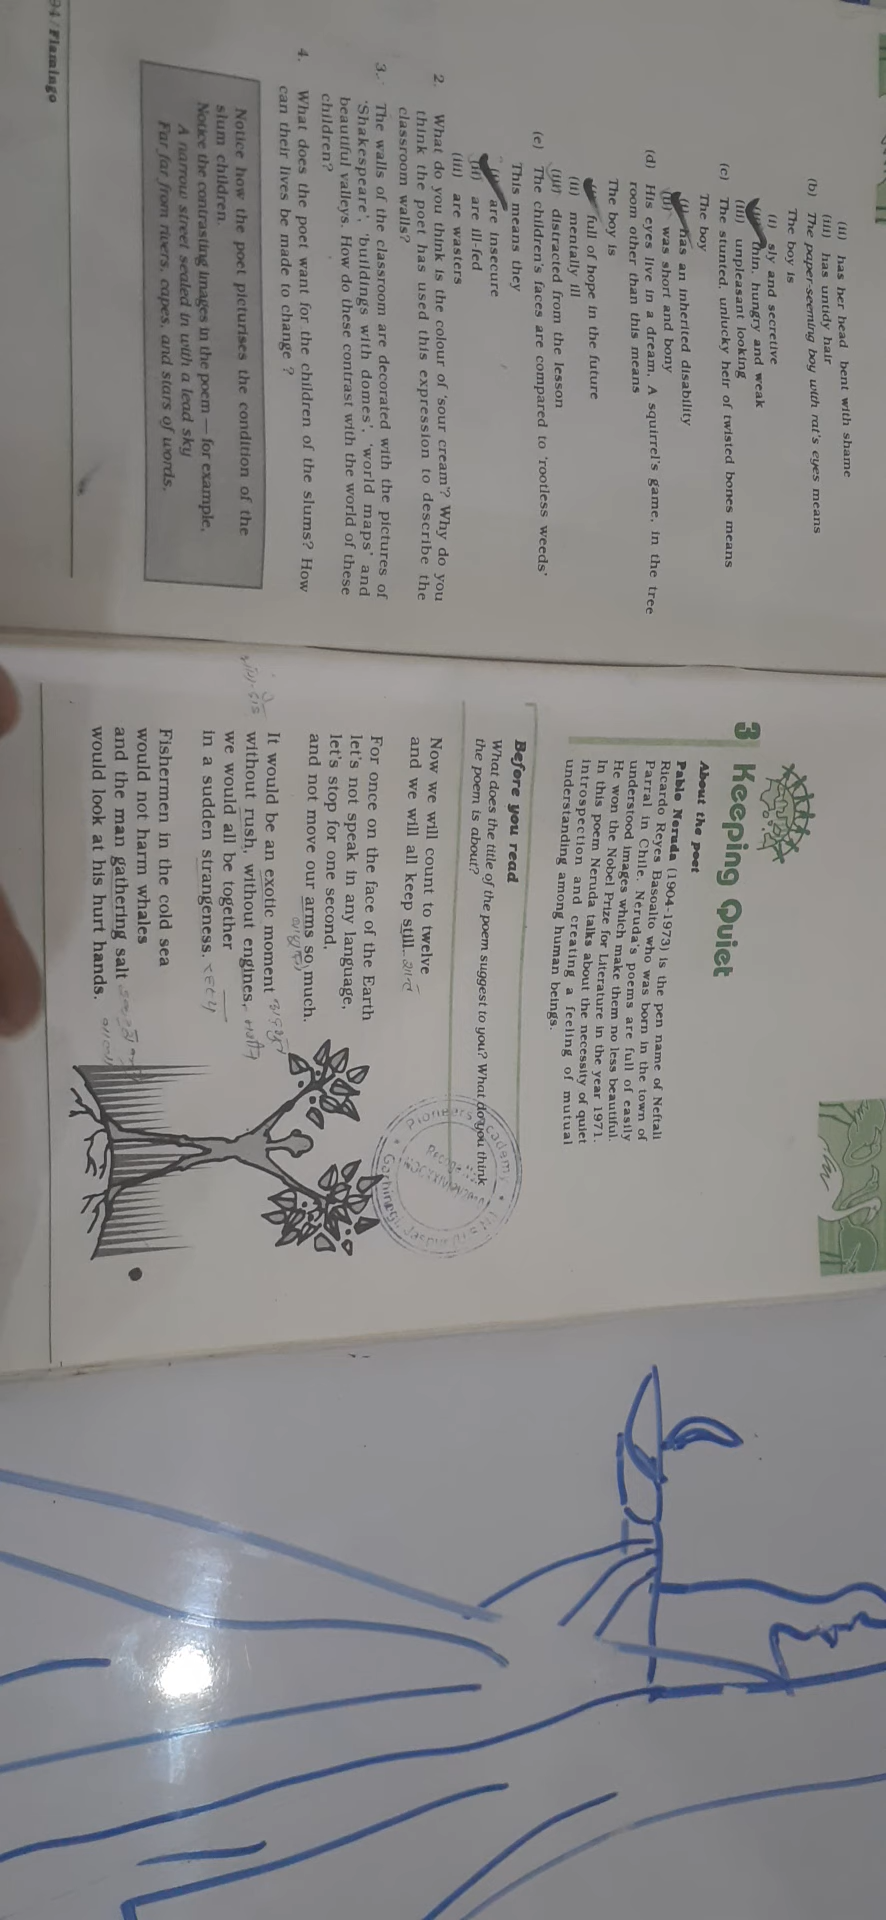 (ii) has her head bent with shame
(iii) has untidy hair
(b) The paper-seeming boy with rat's eyes means
The boy is
(i) sly and secretive
thin, hungry and weak
(iii) unpleasant looking
(c) The stunted, unlucky heir of twisted bones means
The boy
(i) has an inherited disability
(ii) was short and bony
(d) His eyes live in a dream. A squirrel's game, in the tree
room other than this means
The boy is
full of hope in the future
(ii) mentally ill
(iii) distracted from the lesson
(e) The children's faces are compared to 'rootless weeds'
This means they
are insecure
(ii) are ill-fed
(iii) are wasters
2. What do you think is the colour of 'sour cream'? Why do you
think the poet has used this expression to describe the
classroom walls?
3. The walls of the classroom are decorated with the pictures of
'Shakespeare', 'buildings with domes', 'world maps' and
beautiful valleys. How do these contrast with the world of these
children?
4. What does the poet want for the children of the slums? How
can their lives be made to change ?
Notice how the poet picturises the condition of the
slum children.
Notice the contrasting images in the poem — for example,
A narrow street sealed in with a lead sky
Far far from rivers, capes, and stars of words.
94/Flamingo
3 Keeping Quiet
About the poet
Pablo Neruda (1904-1973) is the pen name of Neftali
Ricardo Reyes Basoalto who was born in the town of
Parral in Chile. Neruda's poems are full of easily
understood images which make them no less beautiful.
He won the Nobel Prize for Literature in the year 1971.
In this poem Neruda talks about the necessity of quiet
introspection and creating a feeling of mutual
understanding among human beings.
Before you read
What does the title of the poem suggest to you? What do you think
the poem is about?
Now we will count to twelve
and we will all keep still.
For once on the face of the Earth
let's not speak in any language,
let's stop for one second,
and not move our arms so much.
It would be an exotic moment
without rush, without engines,
we would all be together
in a sudden strangeness.
Fishermen in the cold sea
would not harm whales
and the man gathering salt
would look at his hurt hands.